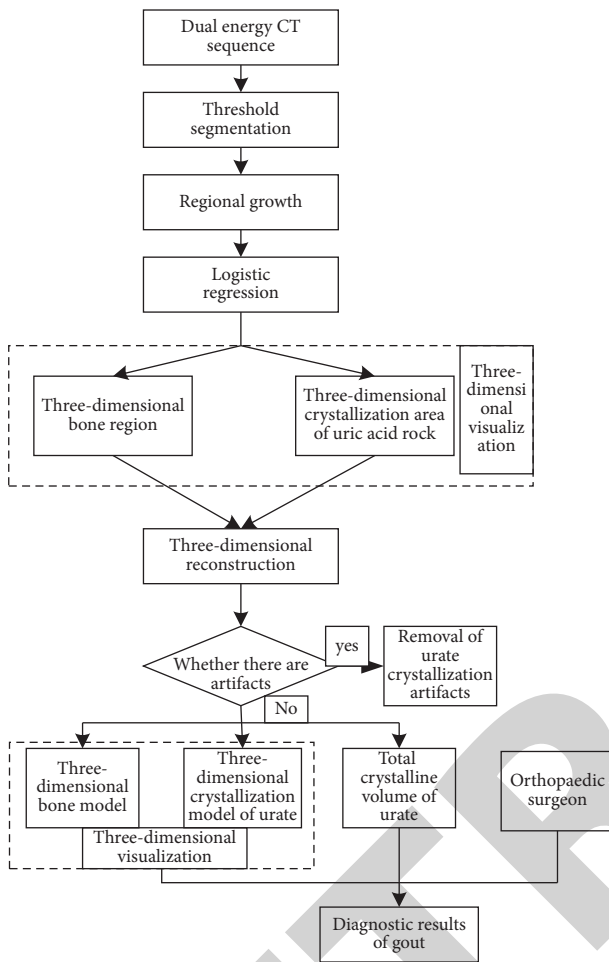 Dual energy CT
sequence
Threshold
segmentation
Regional growth
Logistic
regression
Three-dimensional
bone region
Three-dimensional
crystallization area
of uric acid rock
Three-
dimensi
onal
visualiz
ation
Three-dimensional
reconstruction
Whether there are
artifacts
yes
Removal of
urate
crystallization
artifacts
No
Three-
dimensional
bone model
Three-
dimensional
crystallization
model of urate
Three-dimensional
visualization
Total
crystalline
volume of
urate
Orthopaedic
surgeon
Diagnostic results
of gout